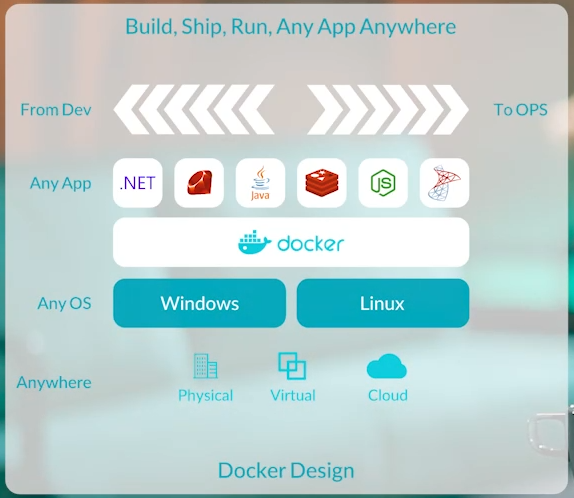 Build, Ship, Run, Any App Anywhere
From Dev
To OPS
Any App
.NET
Java
JS
docker
Any OS
Windows
Linux
Anywhere
Physical
Virtual
Cloud
Docker Design